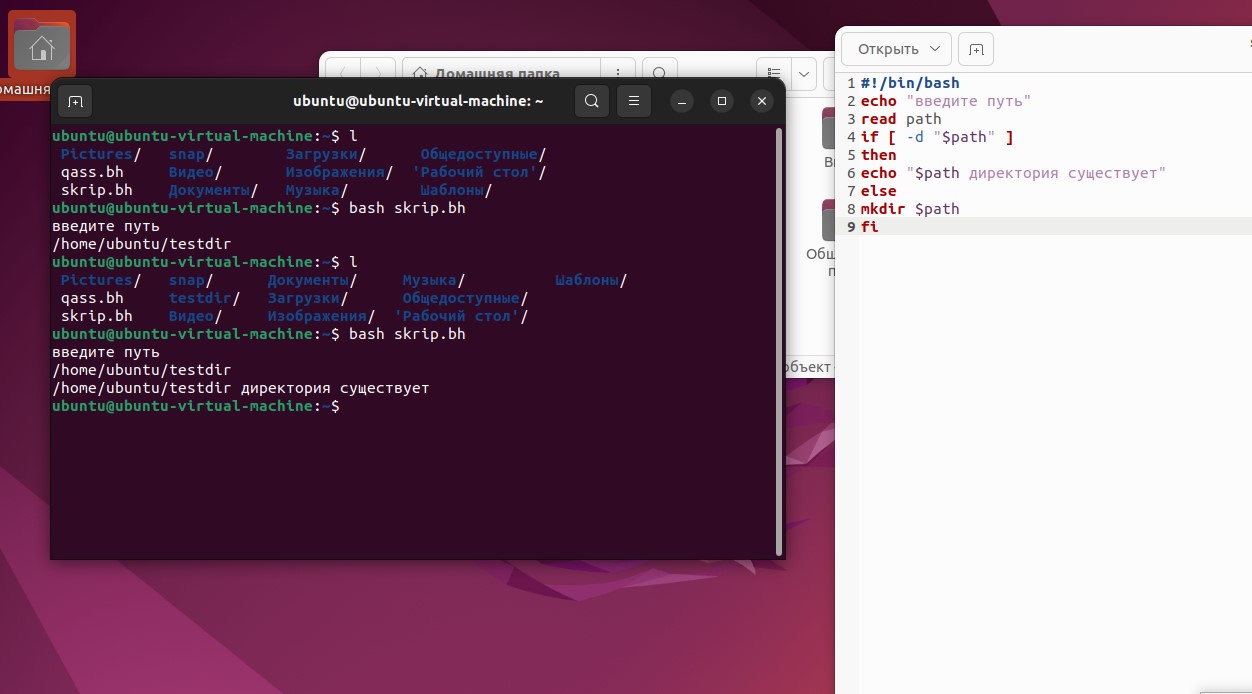 Домашняя папка
ubuntu@ubuntu-virtual-machine: ~
ubuntu@ubuntu-virtual-machine:~$ l
Pictures/ snap/ Загрузки/ Общедоступные/
qass.bh Видео/ Изображения/ 'Рабочий стол'/
skrip.bh Документы/ Музыка/ Шаблоны/
ubuntu@ubuntu-virtual-machine:~$ bash skrip.bh
введите путь
/home/ubuntu/testdir
ubuntu@ubuntu-virtual-machine:~$ l
Pictures/ snap/ Документы/ Музыка/ Шаблоны/
qass.bh testdir/ Загрузки/ Общедоступные/
skrip.bh Видео/ Изображения/ 'Рабочий стол'/
ubuntu@ubuntu-virtual-machine:~$ bash skrip.bh
введите путь
/home/ubuntu/testdir
/home/ubuntu/testdir директория существует
ubuntu@ubuntu-virtual-machine:~$
Открыть
1 #!/bin/bash
2 echo "введите путь"
3 read path
4 if [ -d "$path" ]
5 then
6 echo "$path директория существует"
7 else
8 mkdir $path
9 fi